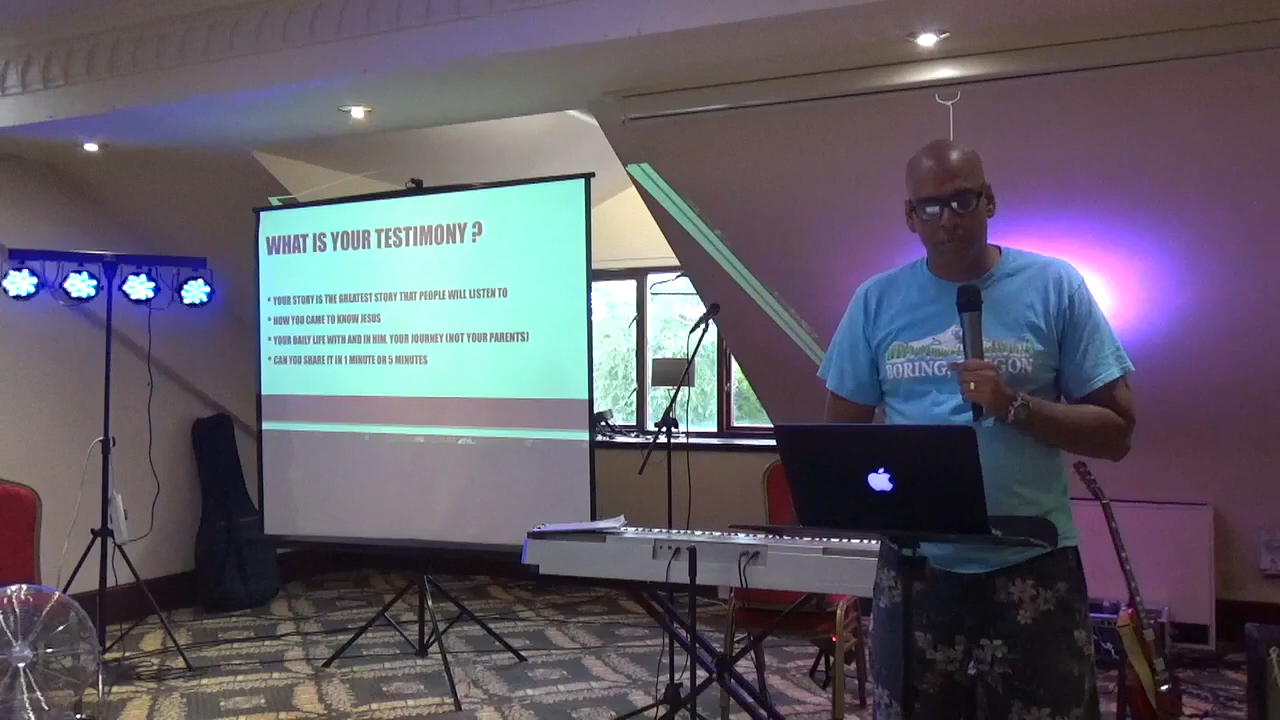 WHAT IS YOUR TESTIMONY ?
* YOUR STORY IS THE GREATEST STORY THAT PEOPLE WILL LISTEN TO
* HOW YOU CAME TO KNOW JESUS
* YOUR DAILY LIFE WITH AND IN HIM. YOUR JOURNEY (NOT YOUR PARENTS)
* CAN YOU SHARE IT IN 1 MINUTE OR 5 MINUTES
BORING, OREGON